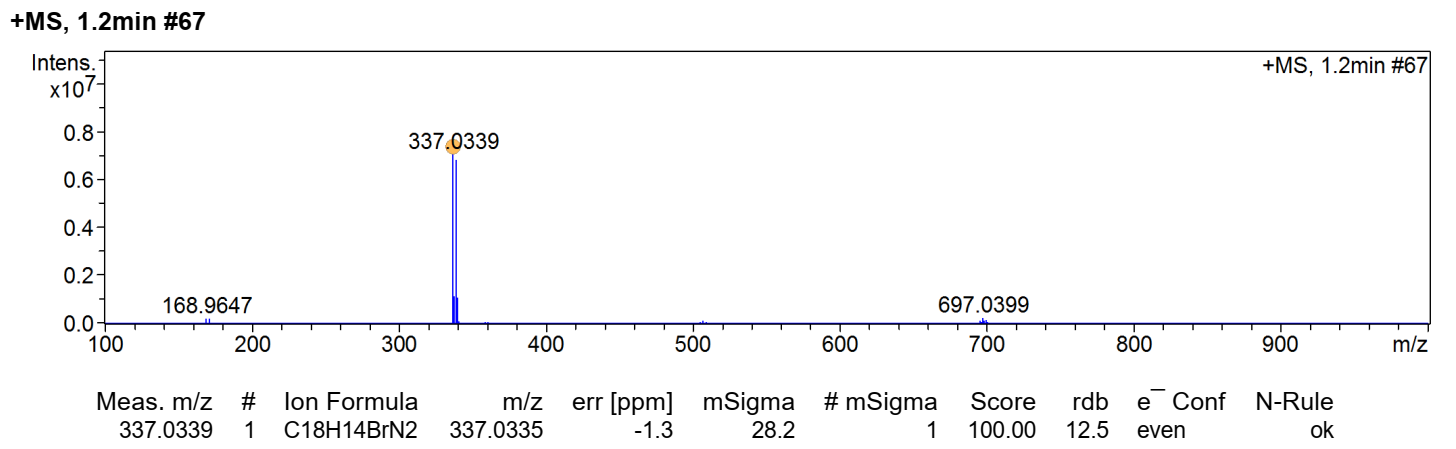 +MS, 1.2min #67
Intens.
x10⁷
+MS, 1.2min #67
337.0339
0.8
0.6
0.4
0.2
168.9647
697.0399
0.0
100 200 300 400 500 600 700 800 900 m/z
Meas. m/z # Ion Formula m/z err [ppm] mSigma # mSigma Score rdb e¯ Conf N-Rule
337.0339 1 C18H14BrN2 337.0335 -1.3 28.2 1 100.00 12.5 even ok